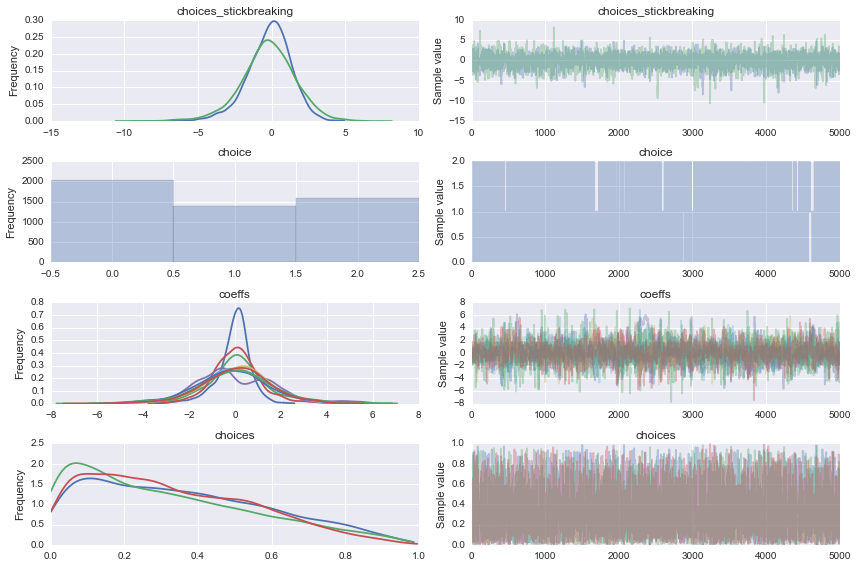 choices_stickbreaking
Frequency
0.30
0.25
0.20
0.15
0.10
0.05
0.00
−15 −10 −5 0 5 10
choices_stickbreaking
Sample value
10
5
0
−5
−10
−15
0 1000 2000 3000 4000 5000
choice
Frequency
2500
2000
1500
1000
500
0
−0.5 0.0 0.5 1.0 1.5 2.0 2.5
choice
Sample value
2.0
1.5
1.0
0.5
0.0
0 1000 2000 3000 4000 5000
coeffs
Frequency
0.8
0.7
0.6
0.5
0.4
0.3
0.2
0.1
0.0
−8 −6 −4 −2 0 2 4 6 8
coeffs
Sample value
8
6
4
2
0
−2
−4
−6
−8
0 1000 2000 3000 4000 5000
choices
Frequency
2.5
2.0
1.5
1.0
0.5
0.0
0.0 0.2 0.4 0.6 0.8 1.0
choices
Sample value
1.0
0.8
0.6
0.4
0.2
0.0
0 1000 2000 3000 4000 5000